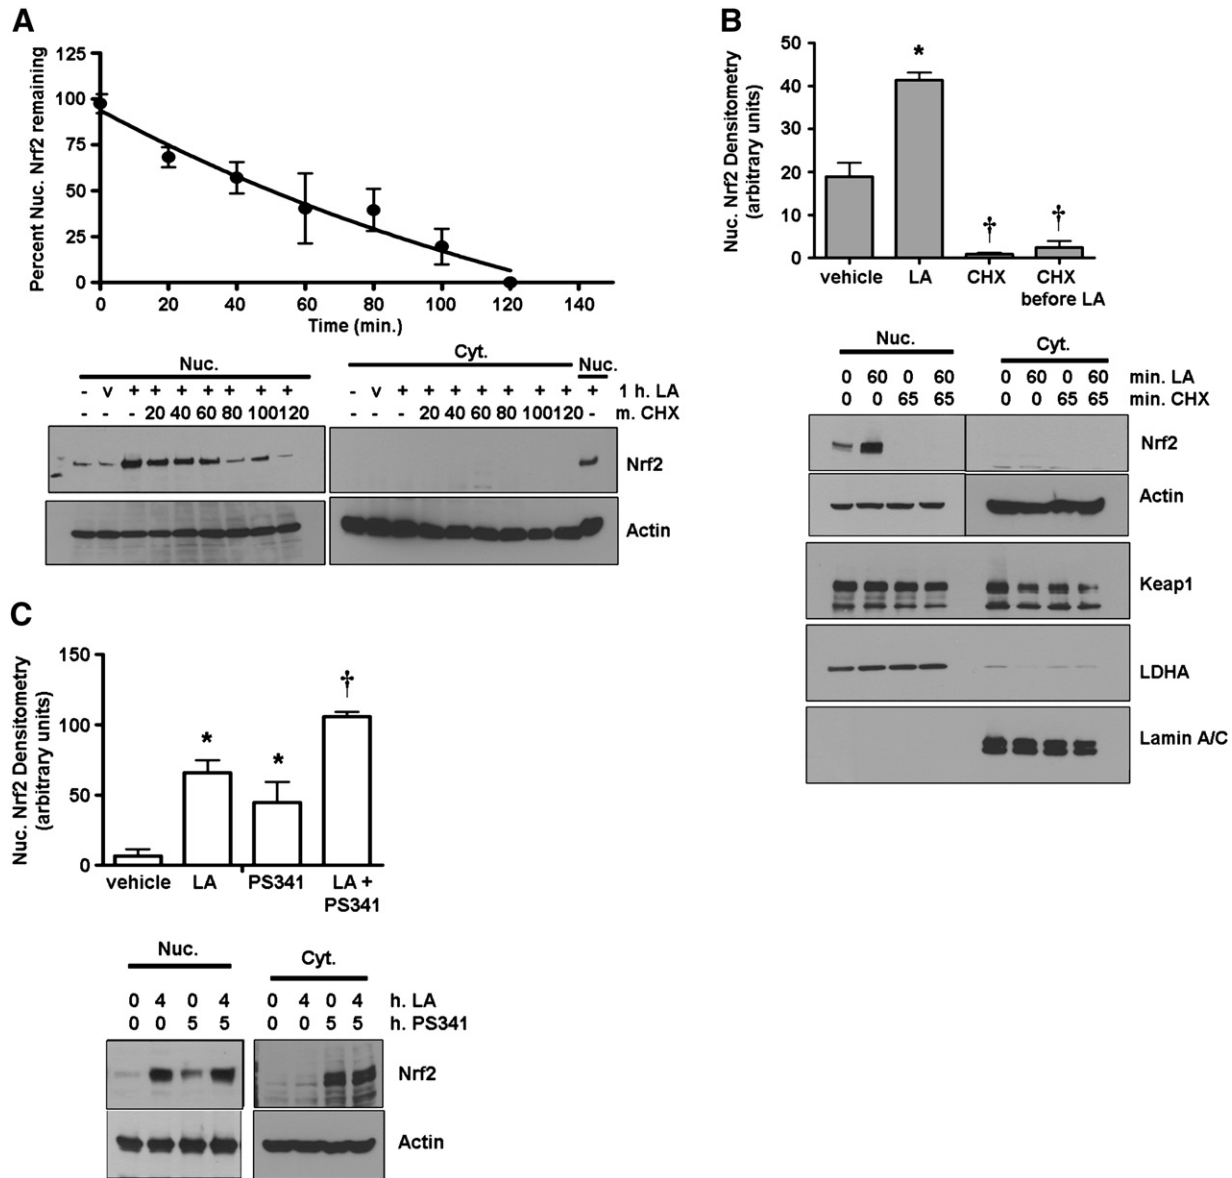 A
Percent Nuc. Nrf2 remaining
125
100
75
50
25
0
0 20 40 60 80 100 120 140
Time (min.)
Nuc. Cyt. Nuc.
- v + + + + + + + - v + + + + + + + + 1 h. LA
- - - 20 40 60 80 100 120 - - - 20 40 60 80 100 120 - m. CHX
Nrf2
Actin
B
Nuc. Nrf2 Densitometry
(arbitrary units)
50
40
30
20
10
0
*
†
†
vehicle LA CHX CHX
before LA
Nuc. Cyt.
0 60 0 60 0 60 0 60 min. LA
0 0 65 65 0 0 65 65 min. CHX
Nrf2
Actin
Keap1
LDHA
Lamin A/C
C
Nuc. Nrf2 Densitometry
(arbitrary units)
150
100
50
0
*
*
†
vehicle LA PS341 LA +
PS341
Nuc. Cyt.
0 4 0 4 0 4 0 4 h. LA
0 0 5 5 0 0 5 5 h. PS341
Nrf2
Actin